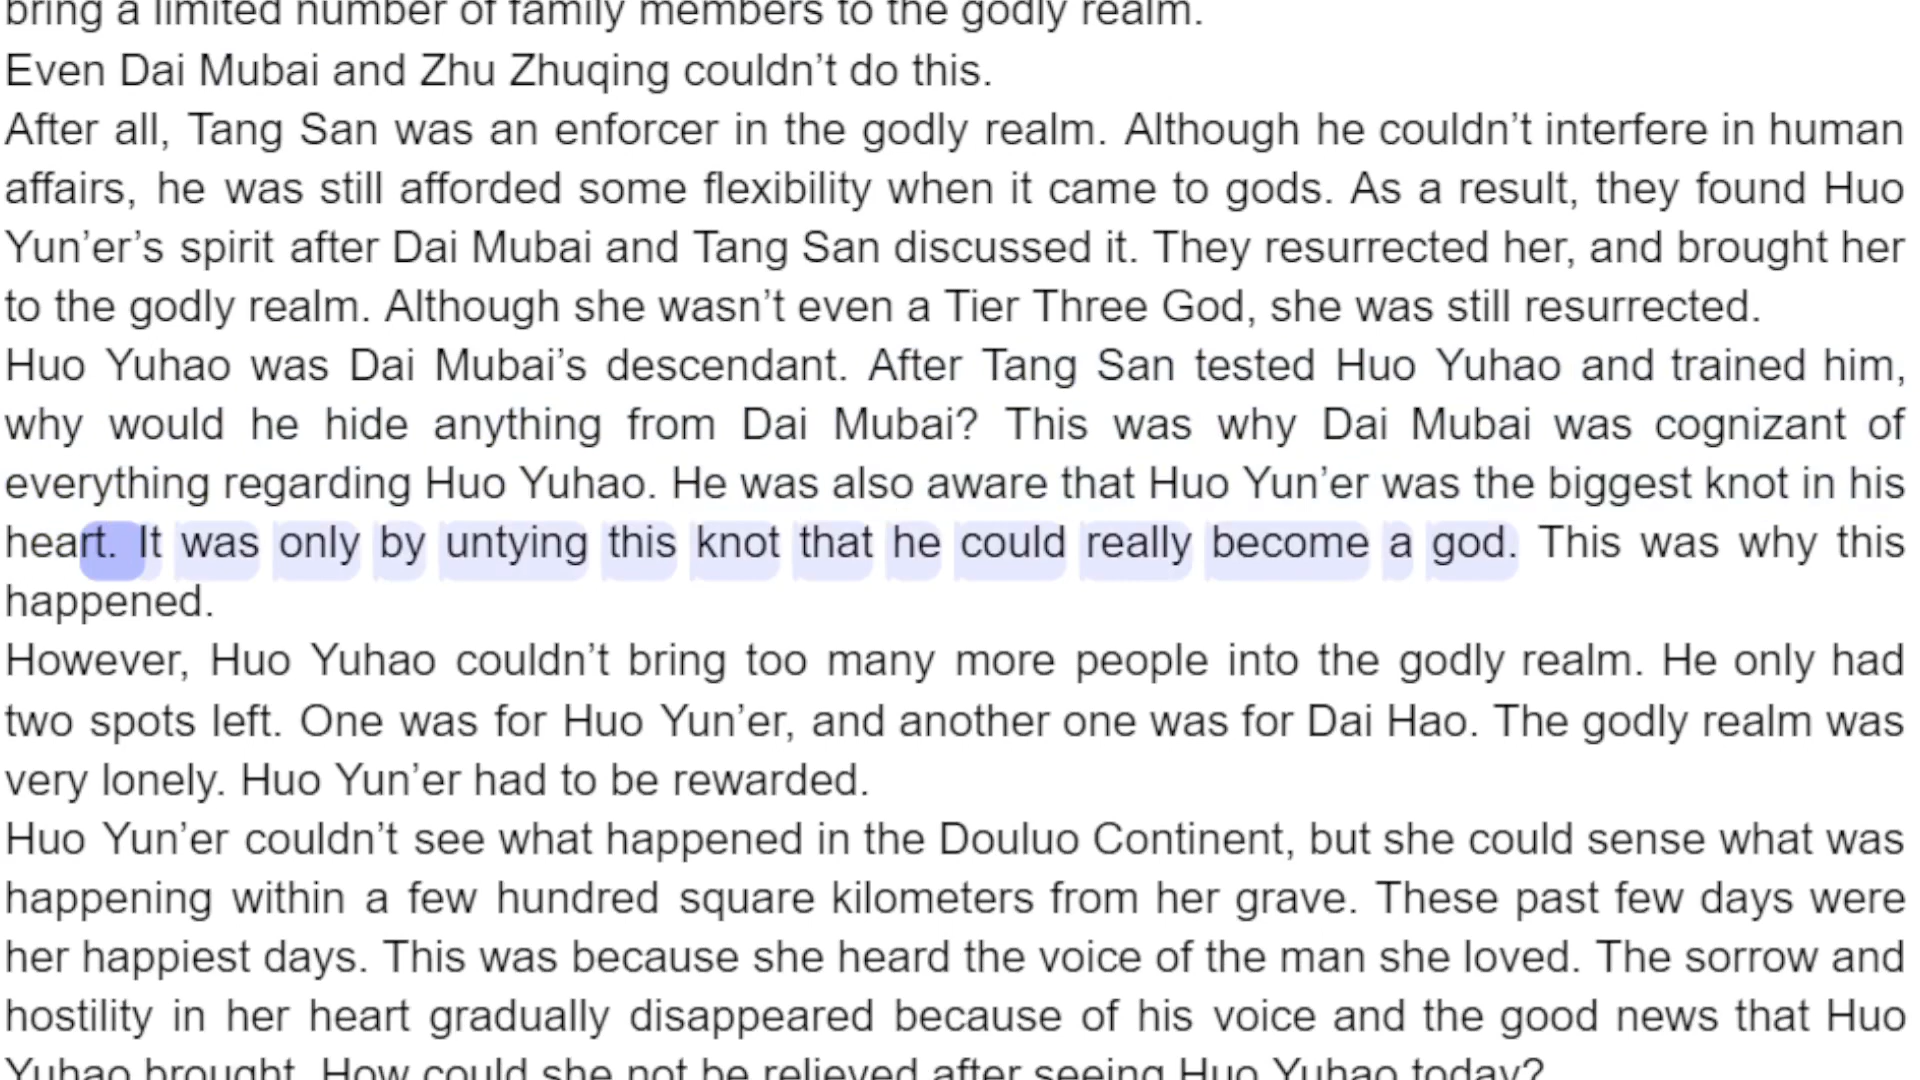 bring a limited number of family members to the godly realm.
Even Dai Mubai and Zhu Zhuqing couldn’t do this.
After all, Tang San was an enforcer in the godly realm. Although he couldn’t interfere in human
affairs, he was still afforded some flexibility when it came to gods. As a result, they found Huo
Yun’er’s spirit after Dai Mubai and Tang San discussed it. They resurrected her, and brought her
to the godly realm. Although she wasn’t even a Tier Three God, she was still resurrected.
Huo Yuhao was Dai Mubai’s descendant. After Tang San tested Huo Yuhao and trained him,
why would he hide anything from Dai Mubai? This was why Dai Mubai was cognizant of
everything regarding Huo Yuhao. He was also aware that Huo Yun’er was the biggest knot in his
heart. It was only by untying this knot that he could really become a god. This was why this
happened.
However, Huo Yuhao couldn’t bring too many more people into the godly realm. He only had
two spots left. One was for Huo Yun’er, and another one was for Dai Hao. The godly realm was
very lonely. Huo Yun’er had to be rewarded.
Huo Yun’er couldn’t see what happened in the Douluo Continent, but she could sense what was
happening within a few hundred square kilometers from her grave. These past few days were
her happiest days. This was because she heard the voice of the man she loved. The sorrow and
hostility in her heart gradually disappeared because of his voice and the good news that Huo
Yuhao brought. How could she not be relieved after seeing Huo Yuhao today?